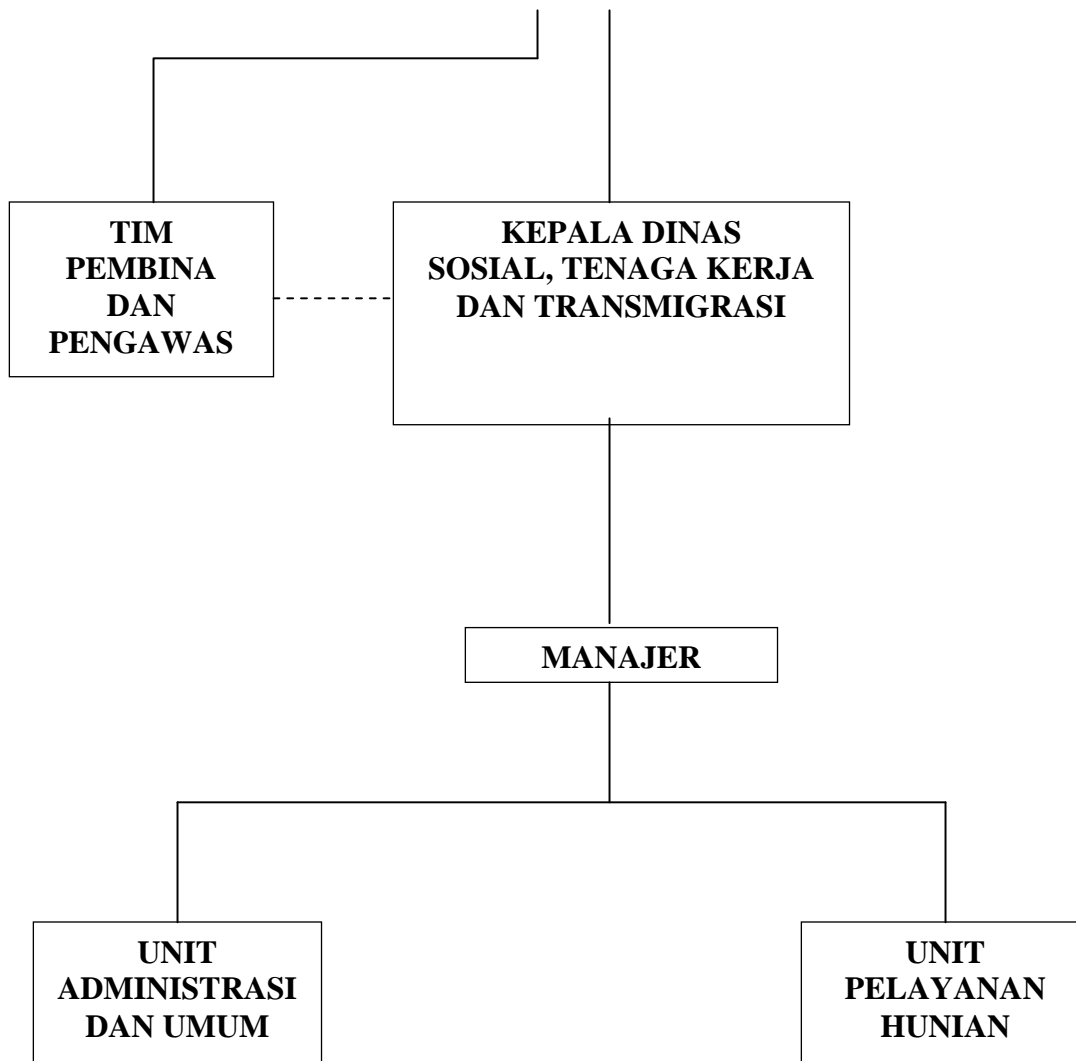 TIM
PEMBINA
DAN
PENGAWAS
KEPALA DINAS
SOSIAL, TENAGA KERJA
DAN TRANSMIGRASI
MANAJER
UNIT
ADMINISTRASI
DAN UMUM
UNIT
PELAYANAN
HUNIAN